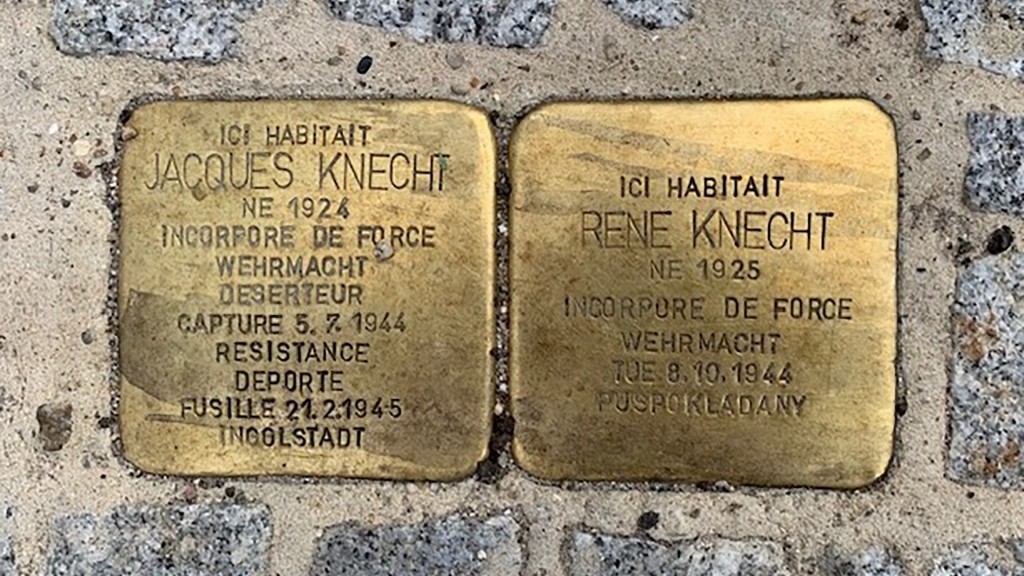 ICI HABITAIT
JACQUES KNECHT
NE 1924
INCORPORE DE FORCE
WEHRMACHT
DESERTEUR
CAPTURE 5.7.1944
RESISTANCE
DEPORTE
FUSILLE 21.2.1945
INGOLSTADT
ICI HABITAIT
RENE KNECHT
NE 1925
INCORPORE DE FORCE
WEHRMACHT
TUE 8.10.1944
PUSPOKLADANY